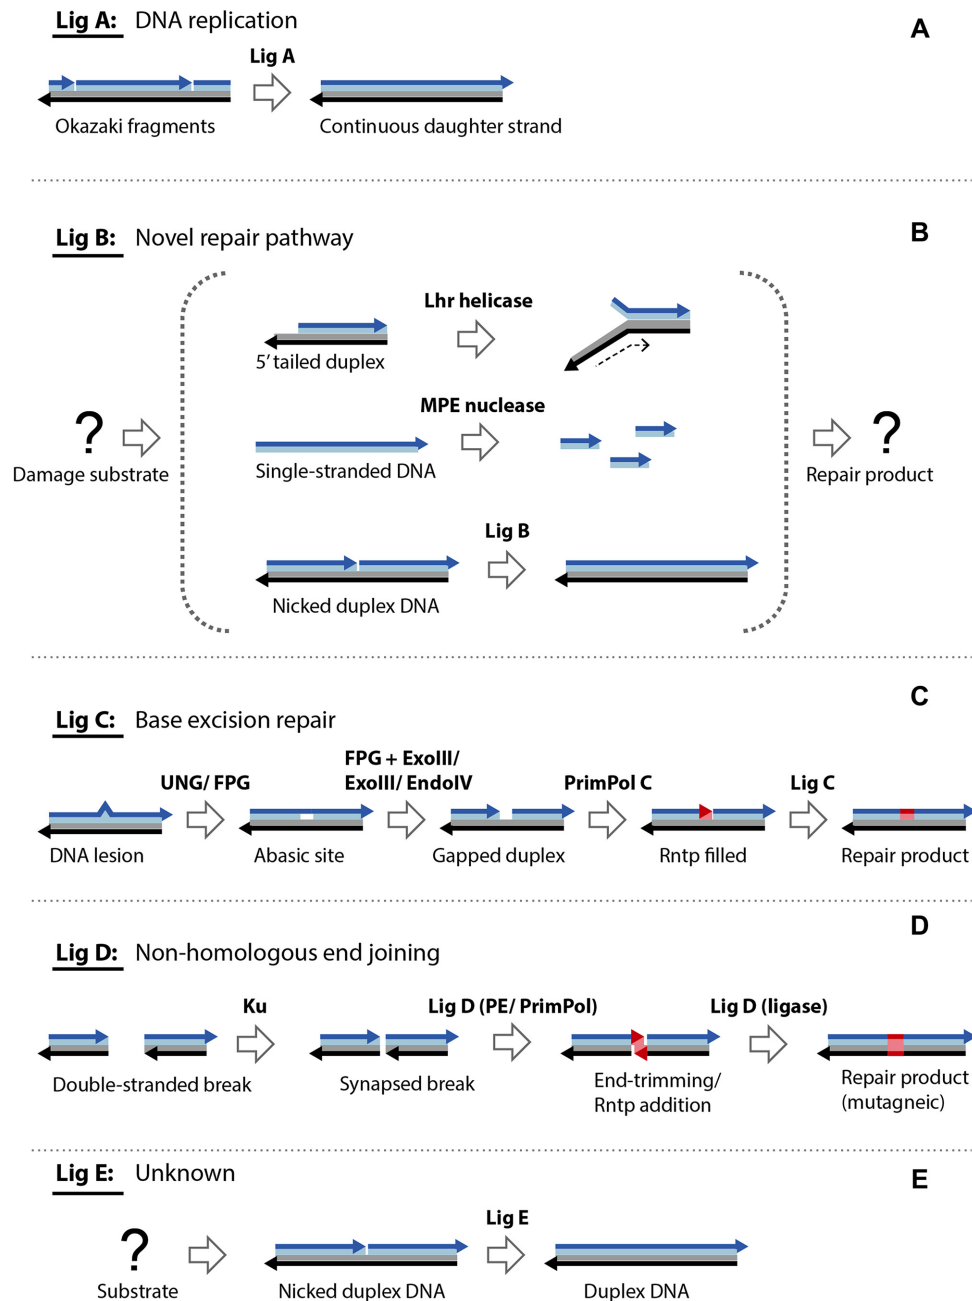 Lig A: DNA replication
A
Lig A
Okazaki fragments
Continuous daughter strand
Lig B: Novel repair pathway
B
Lhr helicase
5' tailed duplex
MPE nuclease
?
Damage substrate
Single-stranded DNA
?
Repair product
Lig B
Nicked duplex DNA
Lig C: Base excision repair
C
UNG/ FPG
FPG + ExoIII/
ExoIII/ EndoIV
PrimPol C
Lig C
DNA lesion
Abasic site
Gapped duplex
Rntp filled
Repair product
Lig D: Non-homologous end joining
D
Ku
Lig D (PE/ PrimPol)
Lig D (ligase)
Double-stranded break
Synapsed break
End-trimming/
Rntp addition
Repair product
(mutagneic)
Lig E: Unknown
E
Lig E
?
Substrate
Nicked duplex DNA
Duplex DNA